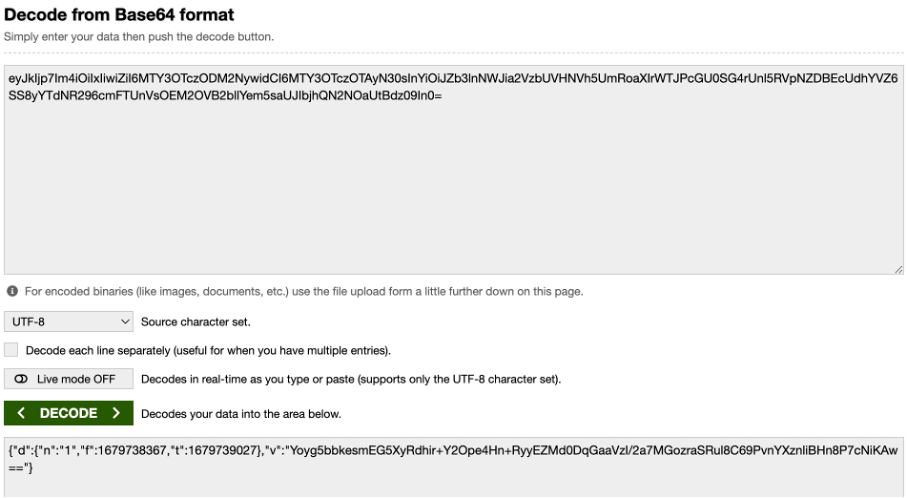 Decode from Base64 format
Simply enter your data then push the decode button.
eyJkIjp7Im4iOiIxIiwiZiI6MTY3OTczODM2NywidCI6MTY3OTczOTAyN30sInYiOiJZb3lnNWJia2VzbUVHNVh5UmRoaXIrWTJPcGU0SG4rUnl5RVpNZDBEcUdhYVZ6
SS8yYTdNR296cmFTUnVsOEM2OVB2bllYem5saUJIbjhQN2NOaUtBdz09In0=
For encoded binaries (like images, documents, etc.) use the file upload form a little further down on this page.
UTF-8 Source character set.
Decode each line separately (useful for when you have multiple entries).
Live mode OFF Decodes in real-time as you type or paste (supports only the UTF-8 character set).
< DECODE > Decodes your data into the area below.
{"d":{"n":"1","f":1679738367,"t":1679739027},"v":"Yoyg5bbkesmEG5XyRdhir+Y2Ope4Hn+RyyEZMd0DqGaaVzI/2a7MGozraSRul8C69PvnYXznliBHn8P7cNiKAw
=="}